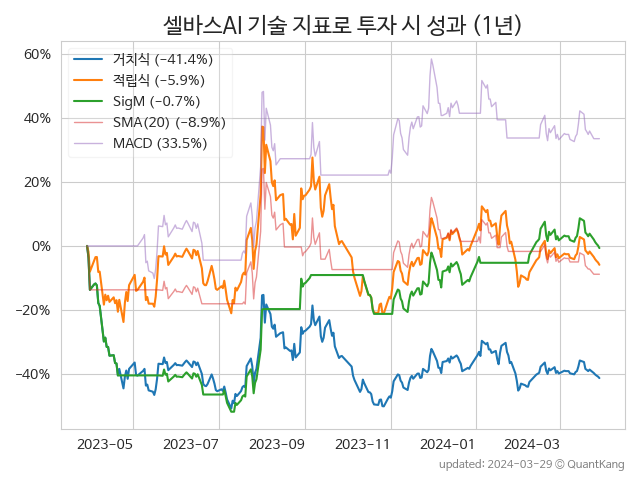 셀바스AI 기술 지표로 투자 시 성과 (1년)
60%
40%
20%
0%
−20%
−40%
거치식 (−41.4%)
적립식 (−5.9%)
SigM (−0.7%)
SMA(20) (−8.9%)
MACD (33.5%)
2023−05 2023−07 2023−09 2023−11 2024−01 2024−03
updated: 2024−03−29 © QuantKang